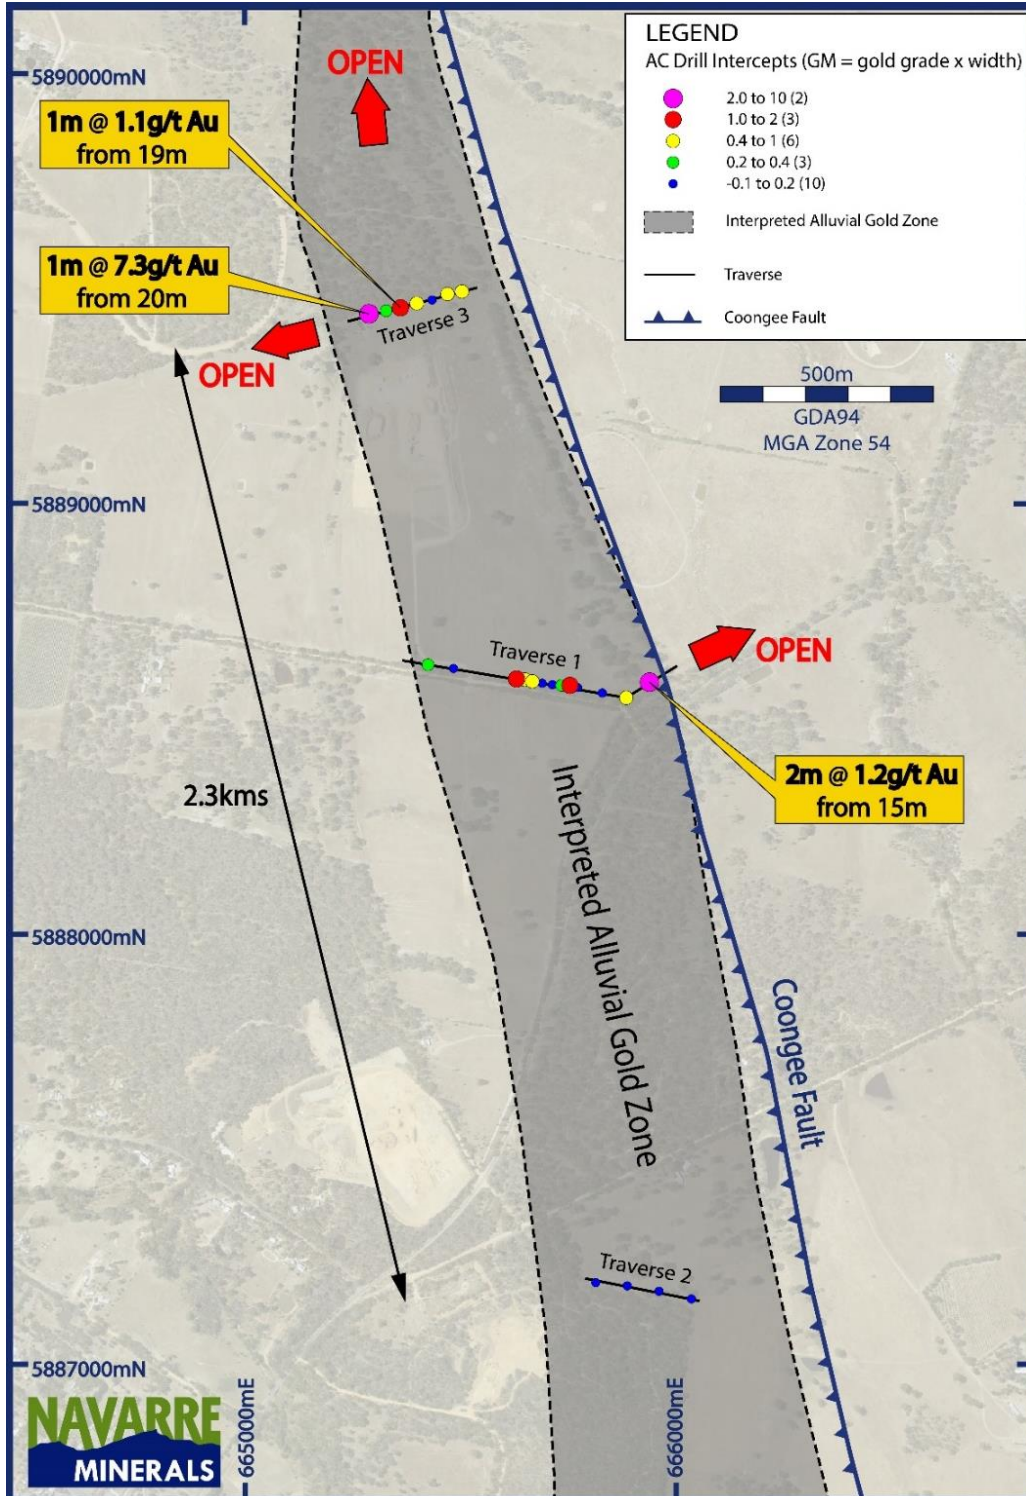 LEGEND
AC Drill Intercepts (GM = gold grade x width)
2.0 to 10 (2)
1.0 to 2 (3)
0.4 to 1 (6)
0.2 to 0.4 (3)
-0.1 to 0.2 (10)
Interpreted Alluvial Gold Zone
Traverse
Coongee Fault
OPEN
5890000mN
1m @ 1.1g/t Au
from 19m
1m @ 7.3g/t Au
from 20m
Traverse 3
OPEN
500m
GDA94
MGA Zone 54
5889000mN
Traverse 1
OPEN
2m @ 1.2g/t Au
from 15m
2.3kms
Interpreted Alluvial Gold Zone
5888000mN
Coongee Fault
Traverse 2
5887000mN
665000mE
666000mE
NAVARRE
MINERALS